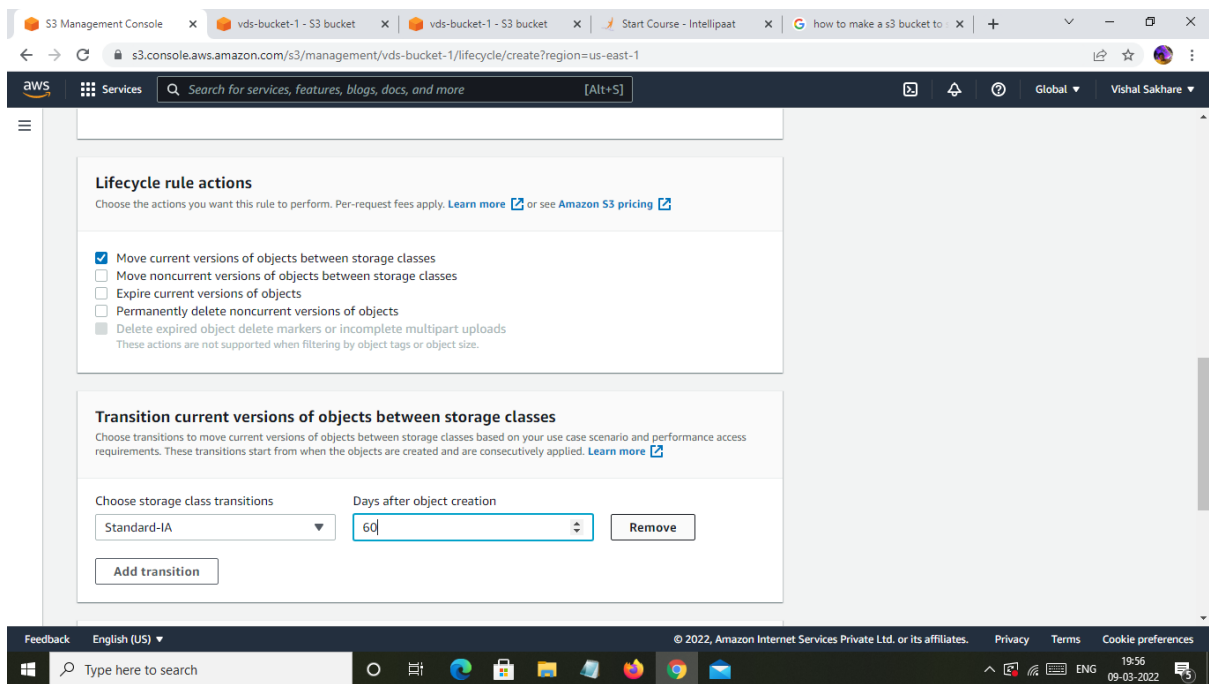 S3 Management Console
vds-bucket-1 - S3 bucket
vds-bucket-1 - S3 bucket
Start Course - Intellipaat
how to make a s3 bucket to
s3.console.aws.amazon.com/s3/management/vds-bucket-1/lifecycle/create?region=us-east-1
aws
Services
Search for services, features, blogs, docs, and more
[Alt+S]
Global
Vishal Sakhare
Lifecycle rule actions
Choose the actions you want this rule to perform. Per-request fees apply. Learn more or see Amazon S3 pricing
Move current versions of objects between storage classes
Move noncurrent versions of objects between storage classes
Expire current versions of objects
Permanently delete noncurrent versions of objects
Delete expired object delete markers or incomplete multipart uploads
These actions are not supported when filtering by object tags or object size.
Transition current versions of objects between storage classes
Choose transitions to move current versions of objects between storage classes based on your use case scenario and performance access
requirements. These transitions start from when the objects are created and are consecutively applied. Learn more
Choose storage class transitions
Days after object creation
Standard-IA
60
Remove
Add transition
Feedback
English (US)
© 2022, Amazon Internet Services Private Ltd. or its affiliates.
Privacy
Terms
Cookie preferences
Type here to search
ENG
19:56
09-03-2022
5